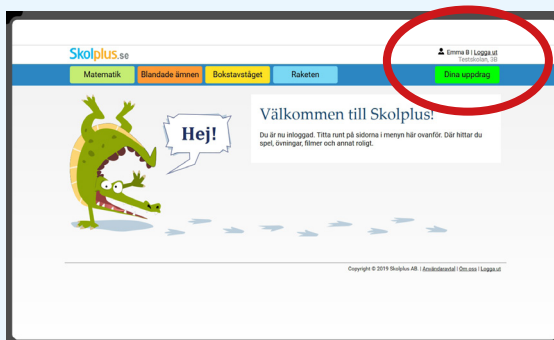 Skolplus.se
Emma B | Logga ut
Testskolan, 3B
Matematik
Blandade ämnen
Bokstavståget
Raketen
Dina uppdrag
Hej!
Välkommen till Skolplus!
Du är nu inloggad. Titta runt på sidorna i menyn här ovanför. Där hittar du
spel, övningar, filmer och annat roligt.
Copyright © 2019 Skolplus AB. | Användaravtal | Om oss | Logga ut